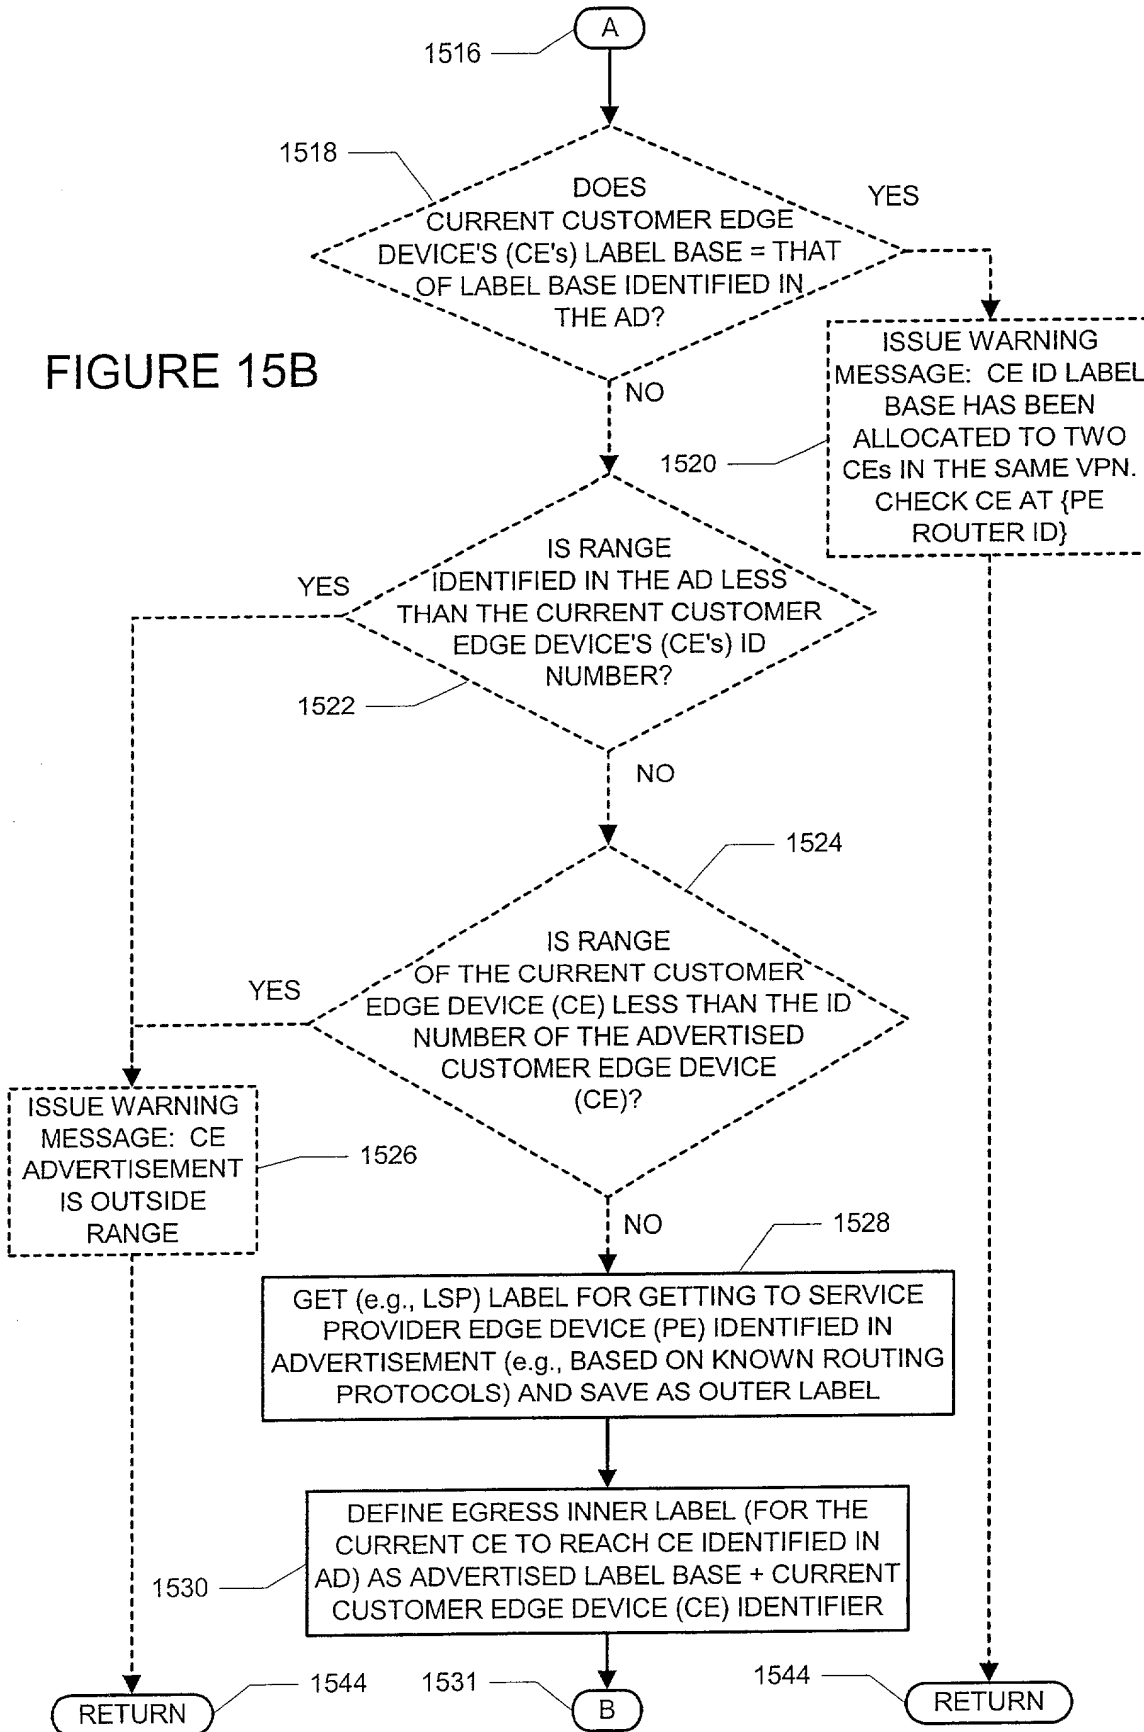 A
1516
1518
DOES
CURRENT CUSTOMER EDGE
DEVICE'S (CE's) LABEL BASE = THAT
OF LABEL BASE IDENTIFIED IN
THE AD?
YES
FIGURE 15B
NO
ISSUE WARNING
MESSAGE: CE ID LABEL
BASE HAS BEEN
ALLOCATED TO TWO
CEs IN THE SAME VPN.
CHECK CE AT {PE
ROUTER ID}
1520
IS RANGE
IDENTIFIED IN THE AD LESS
THAN THE CURRENT CUSTOMER
EDGE DEVICE'S (CE's) ID
NUMBER?
YES
1522
NO
1524
IS RANGE
OF THE CURRENT CUSTOMER
EDGE DEVICE (CE) LESS THAN THE ID
NUMBER OF THE ADVERTISED
CUSTOMER EDGE DEVICE
(CE)?
YES
ISSUE WARNING
MESSAGE: CE
ADVERTISEMENT
IS OUTSIDE
RANGE
1526
NO
1528
GET (e.g., LSP) LABEL FOR GETTING TO SERVICE
PROVIDER EDGE DEVICE (PE) IDENTIFIED IN
ADVERTISEMENT (e.g., BASED ON KNOWN ROUTING
PROTOCOLS) AND SAVE AS OUTER LABEL
DEFINE EGRESS INNER LABEL (FOR THE
CURRENT CE TO REACH CE IDENTIFIED IN
AD) AS ADVERTISED LABEL BASE + CURRENT
CUSTOMER EDGE DEVICE (CE) IDENTIFIER
1530
RETURN
1544
1531
B
1544
RETURN